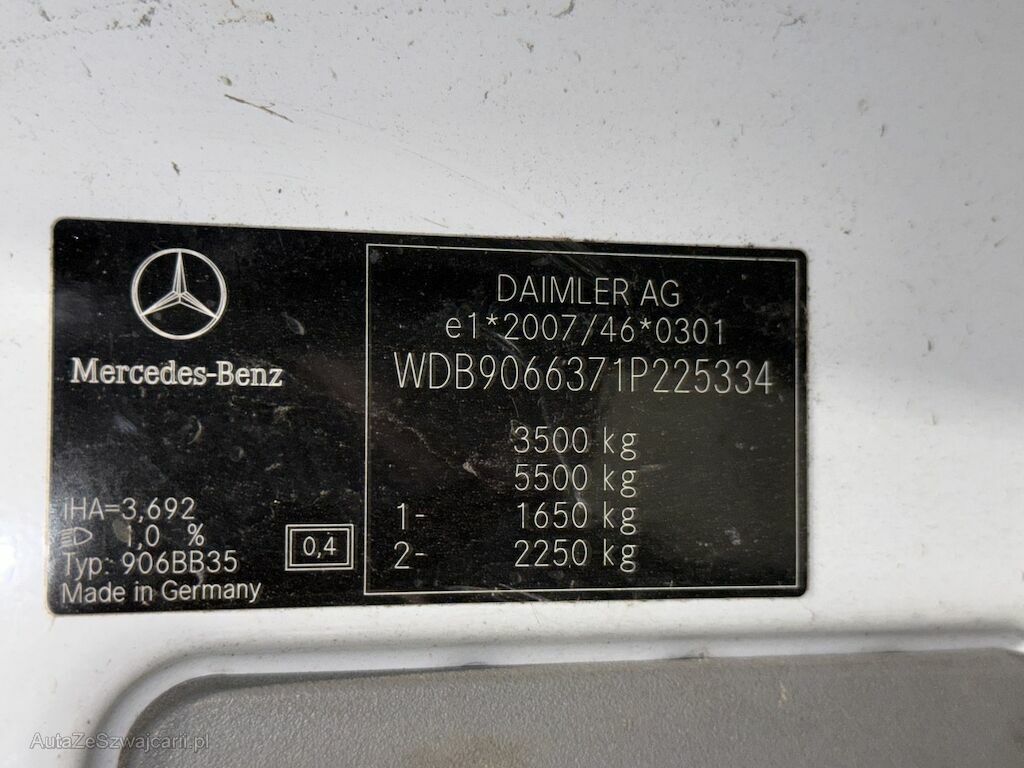 Mercedes-Benz
iHA=3,692
1,0 %
Typ: 906BB35
Made in Germany
0,4
DAIMLER AG
e1*2007/46*0301
WDB9066371P225334
3500 kg
5500 kg
1- 1650 kg
2- 2250 kg
AutaZeSzwajcarii.pl